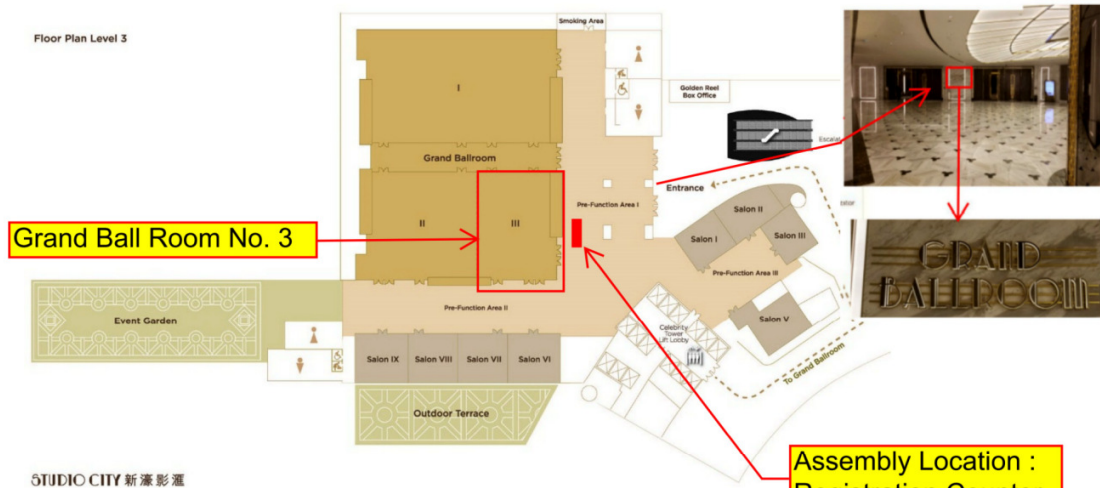 Floor Plan Level 3
Smoking Area
I
Golden Reel
Box Office
Grand Ballroom
Entrance
Pre-Function Area I
II
III
Salon II
Salon I
Salon III
Grand Ball Room No. 3
GRAND
BALLROOM
Pre-Function Area III
Pre-Function Area II
Event Garden
Salon V
Celebrity
Tower
Lift Lobby
Salon IX
Salon VIII
Salon VII
Salon VI
To Grand Ballroom
Outdoor Terrace
Assembly Location :
Registration Counter
STUDIO CITY 新濠影滙